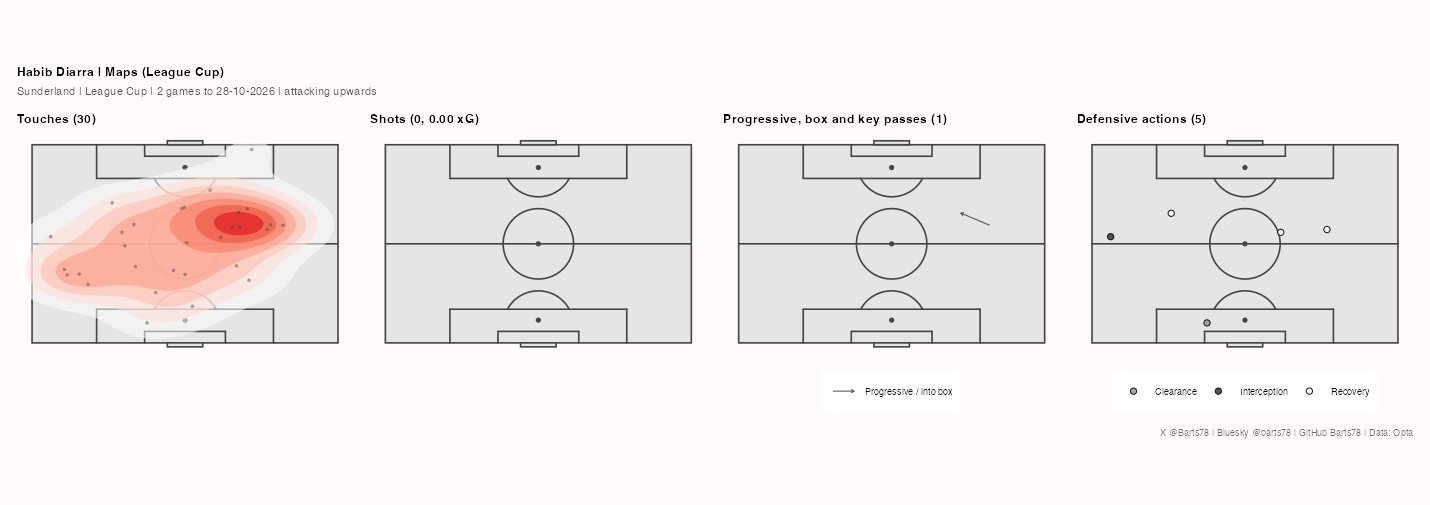 Habib Diarra | Maps (League Cup)
Sunderland | League Cup | 2 games to 28-10-2026 | attacking upwards
Touches (30)
Shots (0, 0.00 xG)
Progressive, box and key passes (1)
Defensive actions (5)
Progressive / into box
Clearance
Interception
Recovery
X @Barts78 | Bluesky @barts78 | GitHub Barts78 | Data: Opta